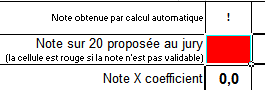 Note obtenue par calcul automatique !
Note sur 20 proposée au jury
(la cellule est rouge si la note n'est pas validable)
Note X coefficient 0,0